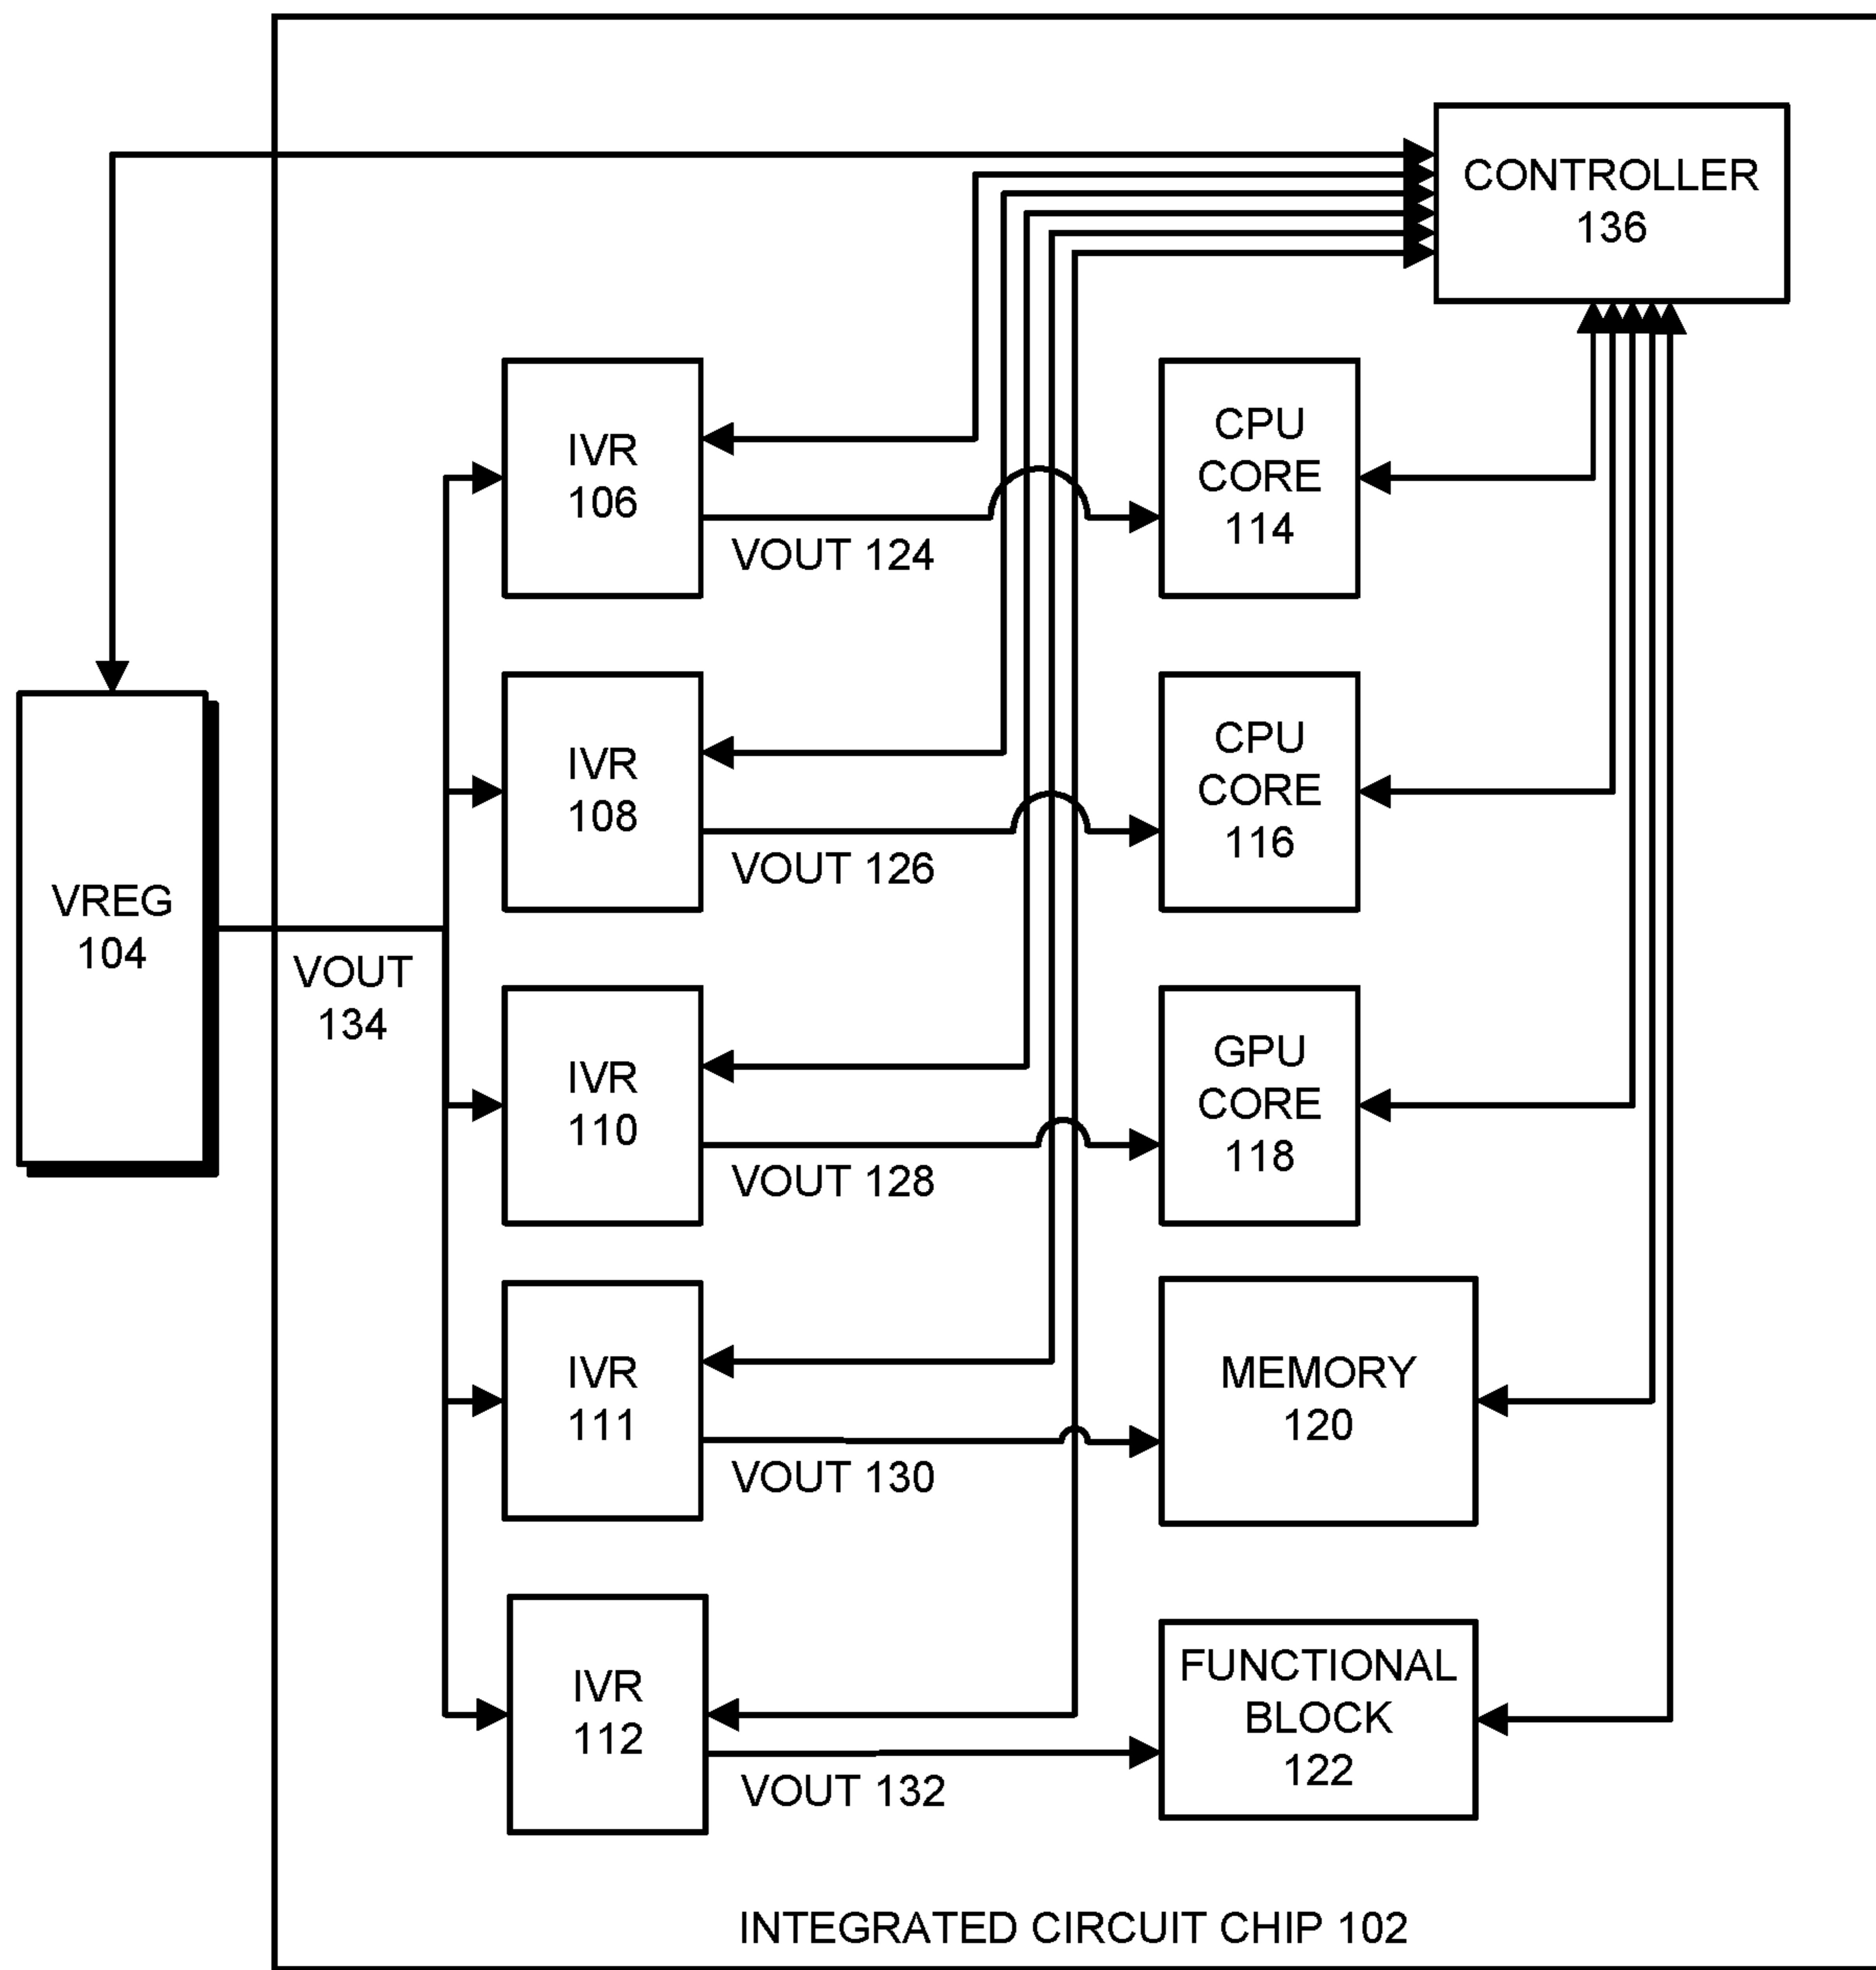 CONTROLLER
136
IVR
106
VOUT 124
CPU
CORE
114
IVR
108
VOUT 126
CPU
CORE
116
VREG
104
VOUT
134
IVR
110
VOUT 128
GPU
CORE
118
IVR
111
VOUT 130
MEMORY
120
IVR
112
VOUT 132
FUNCTIONAL
BLOCK
122
INTEGRATED CIRCUIT CHIP 102